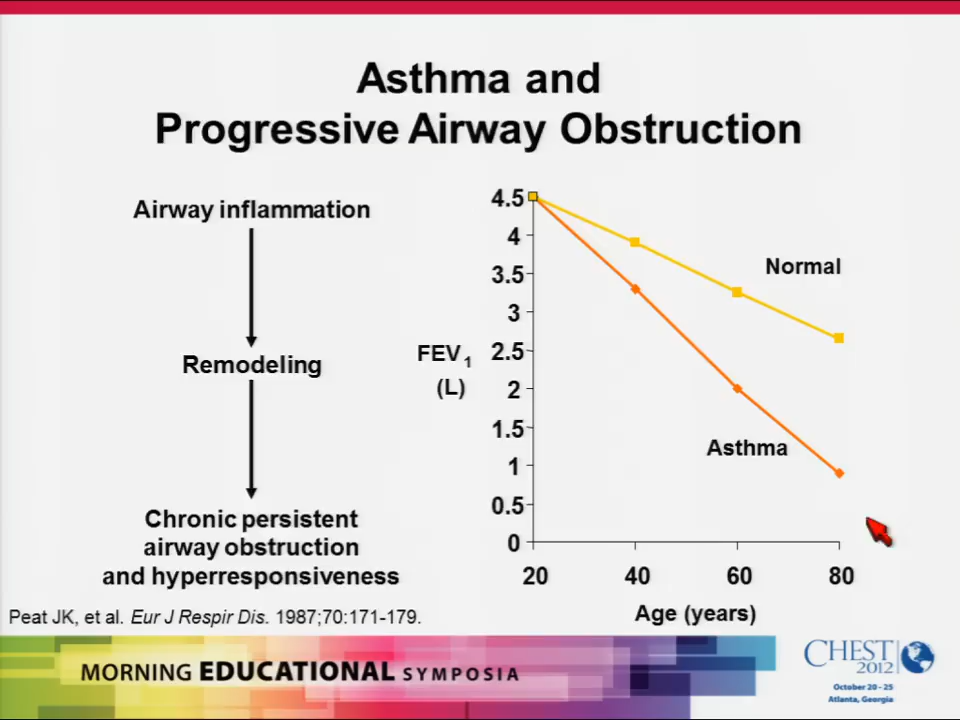 Asthma and
Progressive Airway Obstruction
Airway inflammation
Remodeling
Chronic persistent
airway obstruction
and hyperresponsiveness
4.5
4
3.5
3
2.5
2
1.5
1
0.5
0
FEV1
(L)
Normal
Asthma
20 40 60 80
Age (years)
Peat JK, et al. Eur J Respir Dis. 1987;70:171-179.
MORNING EDUCATIONAL SYMPOSIA
CHEST
2012
October 20 - 25
Atlanta, Georgia